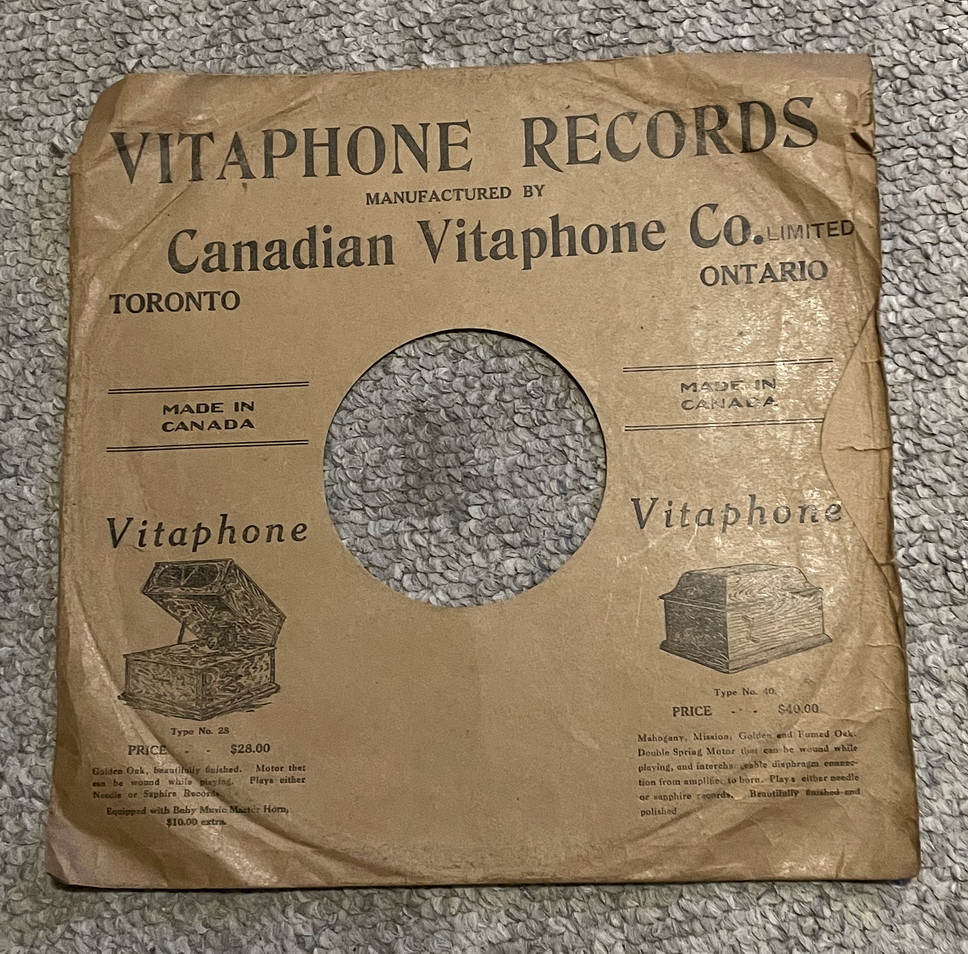 VITAPHONE RECORDS
MANUFACTURED BY
Canadian Vitaphone Co. LIMITED
TORONTO
ONTARIO
MADE IN
CANADA
MADE IN
CANADA
Vitaphone
Type No. 28
PRICE - - $28.00
Golden Oak, beautifully finished. Motor that
can be wound while playing. Plays either
Needle or Saphire Records.
Equipped with Baby Music Master Horn,
$10.00 extra.
Vitaphone
Type No. 40.
PRICE - - $40.00
Mahogany, Mission, Golden and Fumed Oak.
Double Spring Motor that can be wound while
playing, and interchangeable diaphragm connec-
tion from amplifier to horn. Plays either needle
or sapphire records. Beautifully finished and
polished